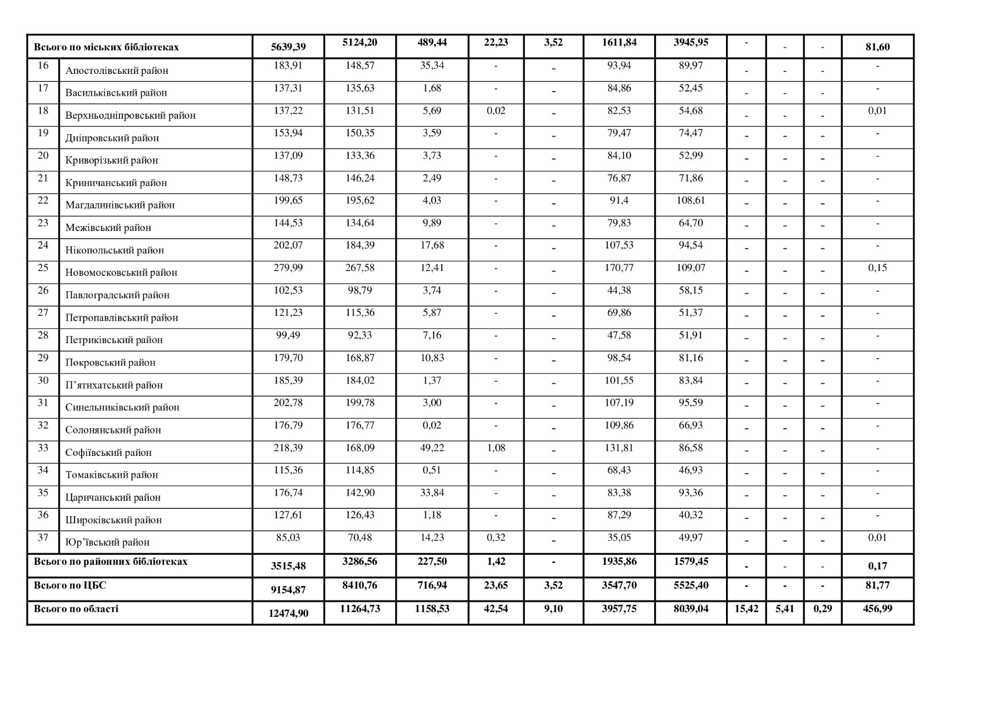 Всього по міських бібліотеках 5639,39 5124,20 489,44 22,23 3,52 1611,84 3945,95 - - - 81,60
16 Апостолівський район 183,91 148,57 35,34 - - 93,94 89,97 - - - -
17 Васильківський район 137,31 135,63 1,68 - - 84,86 52,45 - - - -
18 Верхньодніпровський район 137,22 131,51 5,69 0,02 - 82,53 54,68 - - - 0,01
19 Дніпровський район 153,94 150,35 3,59 - - 79,47 74,47 - - - -
20 Криворізький район 137,09 133,36 3,73 - - 84,10 52,99 - - - -
21 Криничанський район 148,73 146,24 2,49 - - 76,87 71,86 - - - -
22 Магдалинівський район 199,65 195,62 4,03 - - 91,4 108,61 - - - -
23 Межівський район 144,53 134,64 9,89 - - 79,83 64,70 - - - -
24 Нікопольський район 202,07 184,39 17,68 - - 107,53 94,54 - - - -
25 Новомосковський район 279,99 267,58 12,41 - - 170,77 109,07 - - - 0,15
26 Павлоградський район 102,53 98,79 3,74 - - 44,38 58,15 - - - -
27 Петропавлівський район 121,23 115,36 5,87 - - 69,86 51,37 - - - -
28 Петриківський район 99,49 92,33 7,16 - - 47,58 51,91 - - - -
29 Покровський район 179,70 168,87 10,83 - - 98,54 81,16 - - - -
30 П’ятихатський район 185,39 184,02 1,37 - - 101,55 83,84 - - - -
31 Синельниківський район 202,78 199,78 3,00 - - 107,19 95,59 - - - -
32 Солонянський район 176,79 176,77 0,02 - - 109,86 66,93 - - - -
33 Софіївський район 218,39 168,09 49,22 1,08 - 131,81 86,58 - - - -
34 Томаківський район 115,36 114,85 0,51 - - 68,43 46,93 - - - -
35 Царичанський район 176,74 142,90 33,84 - - 83,38 93,36 - - - -
36 Широківський район 127,61 126,43 1,18 - - 87,29 40,32 - - - -
37 Юр’ївський район 85,03 70,48 14,23 0,32 - 35,05 49,97 - - - 0,01
Всього по районних бібліотеках 3515,48 3286,56 227,50 1,42 - 1935,86 1579,45 - - - 0,17
Всього по ЦБС 9154,87 8410,76 716,94 23,65 3,52 3547,70 5525,40 - - - 81,77
Всього по області 12474,90 11264,73 1158,53 42,54 9,10 3957,75 8039,04 15,42 5,41 0,29 456,99